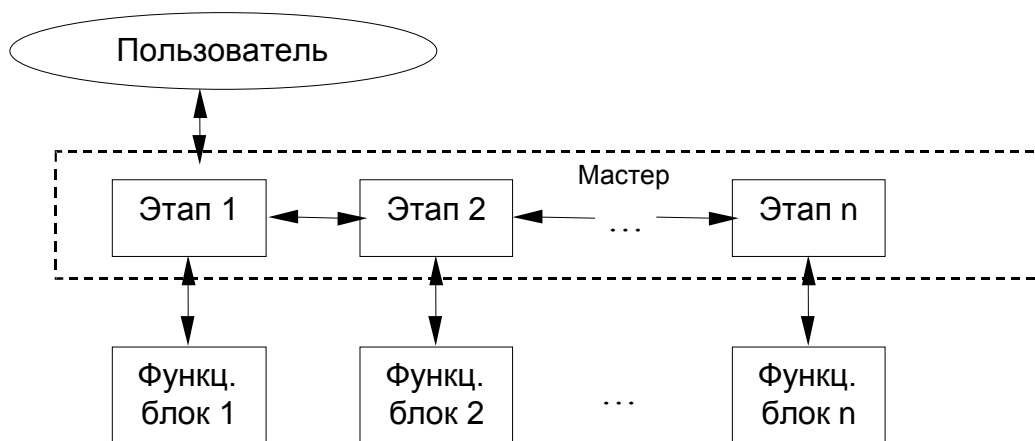 Пользователь
Мастер
Этап 1
Этап 2
...
Этап n
Функц.
блок 1
Функц.
блок 2
...
Функц.
блок n